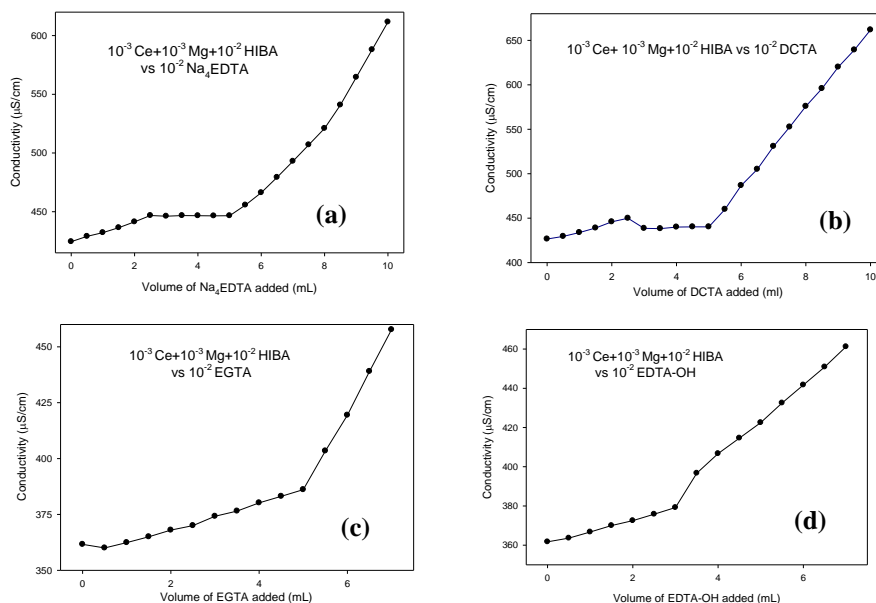 10-3 Ce+10-3 Mg+10-2 HIBA
vs 10-2 Na4EDTA
Conductivtiy (µS/cm)
600
550
500
450
0 2 4 6 8 10
Volume of Na4EDTA added (mL)
(a)
10-3 Ce+ 10-3 Mg+10-2 HIBA vs 10-2 DCTA
Conductivity (µS/cm)
650
600
550
500
450
400
0 2 4 6 8 10
Volume of DCTA added (ml)
(b)
10-3 Ce+10-3 Mg+10-2 HIBA
vs 10-2 EGTA
Conductivity (µS/cm)
450
425
400
375
350
0 2 4 6
Volume of EGTA added (mL)
(c)
10-3 Ce+10-3 Mg+10-2 HIBA
vs 10-2 EDTA-OH
Conductivity (µS/cm)
460
440
420
400
380
360
0 2 4 6
Volume of EDTA-OH added (mL)
(d)